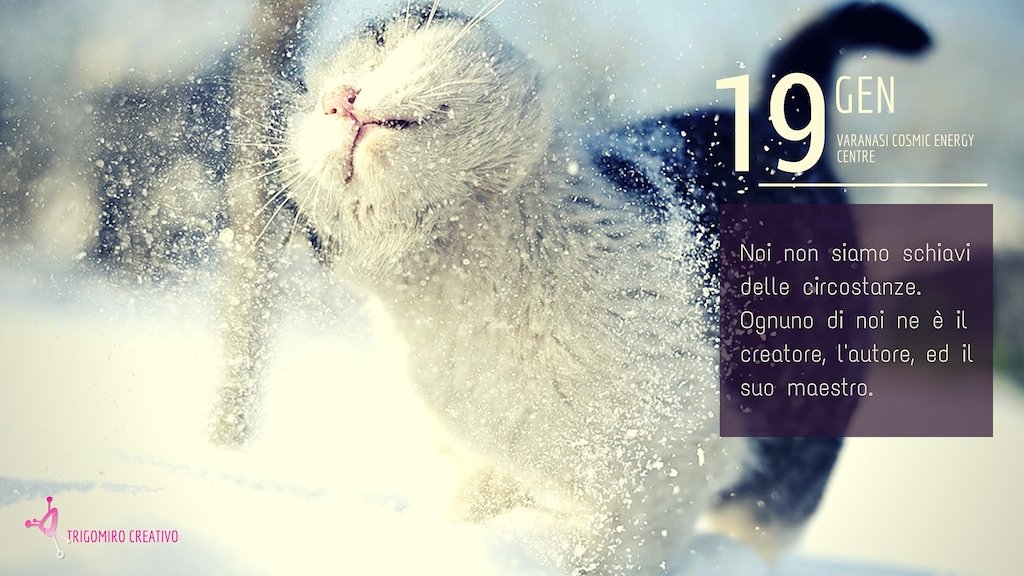 19 GEN
VARANASI COSMIC ENERGY
CENTRE
Noi non siamo schiavi
delle circostanze.
Ognuno di noi ne è il
creatore, l'autore, ed il
suo maestro.
TRIGOMIRO CREATIVO